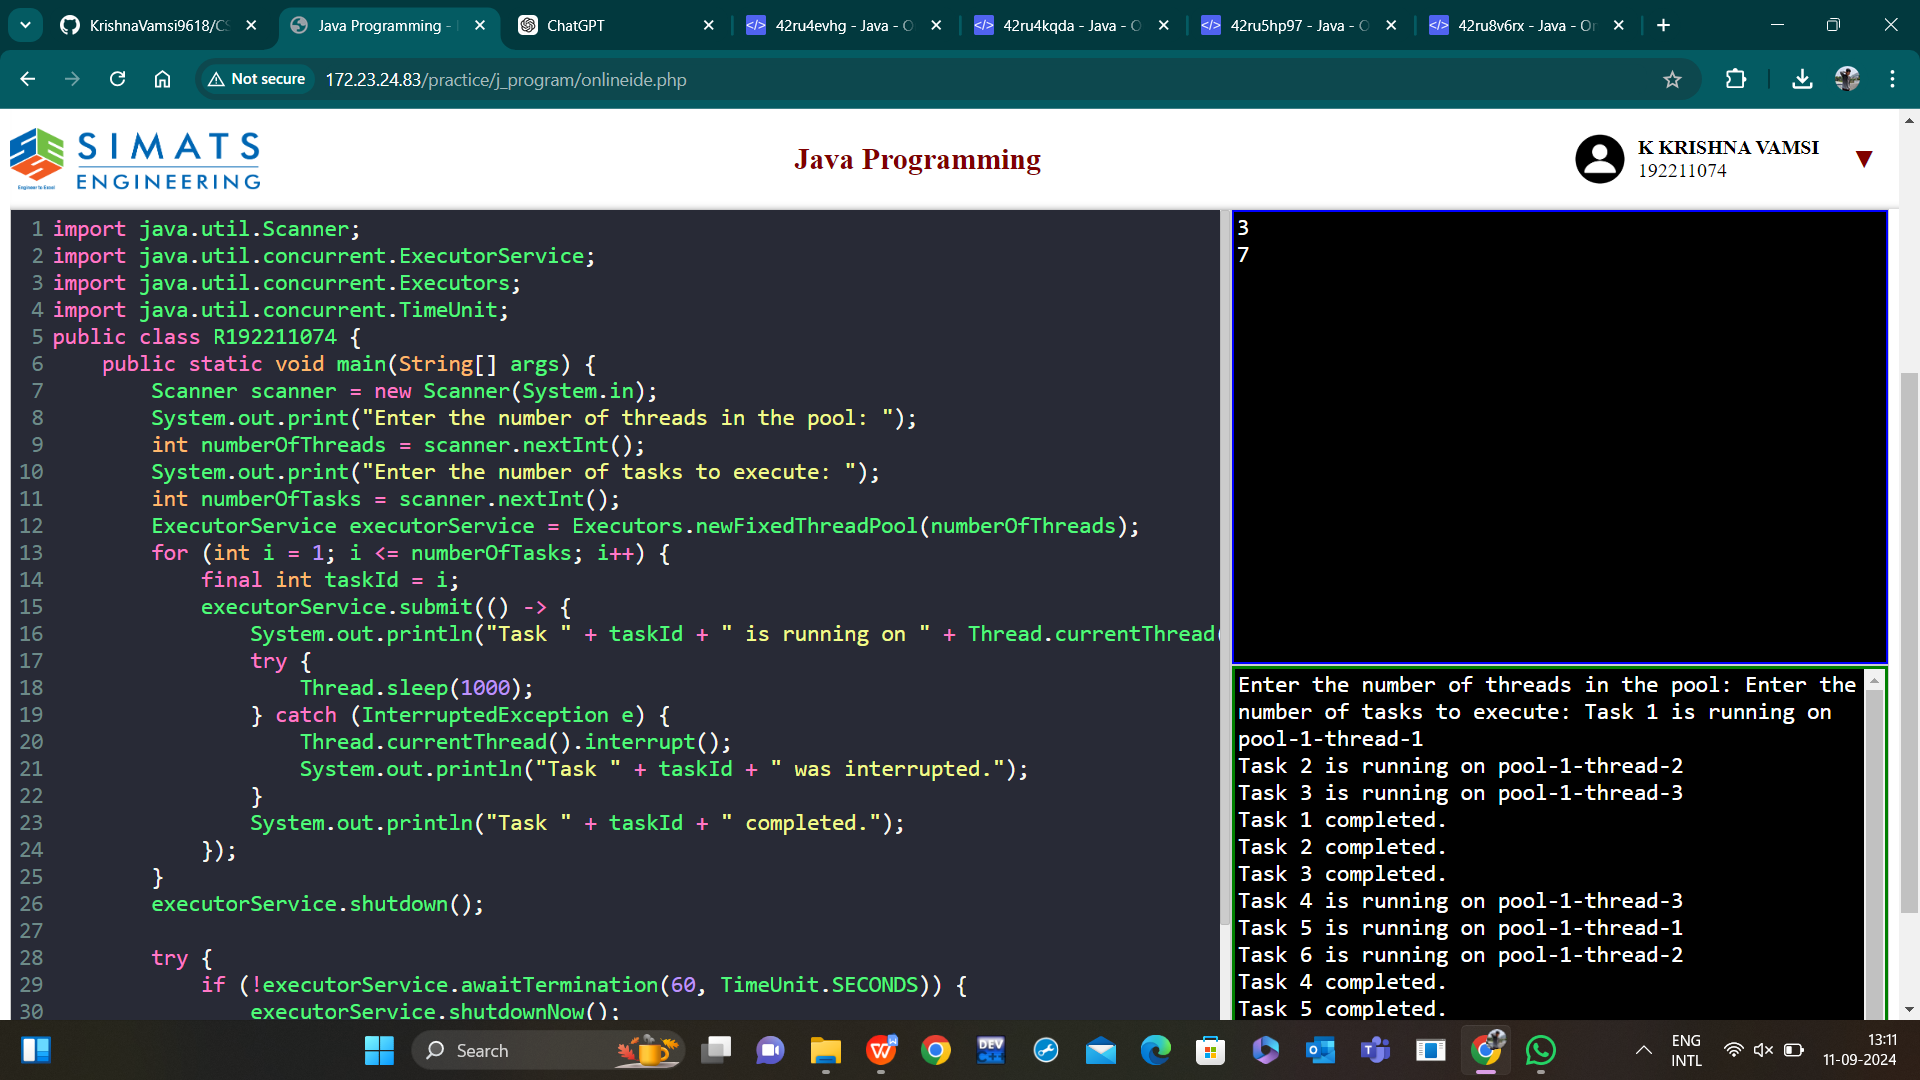 KrishnaVamsi9618/CS
Java Programming -
ChatGPT
42ru4evhg - Java - O
42ru4kqda - Java - O
42ru5hp97 - Java - O
42ru8v6rx - Java - Or
Not secure
172.23.24.83/practice/j_program/onlineide.php
SIMATS
ENGINEERING
Engineer to Excel
Java Programming
K KRISHNA VAMSI
192211074
1 import java.util.Scanner;
2 import java.util.concurrent.ExecutorService;
3 import java.util.concurrent.Executors;
4 import java.util.concurrent.TimeUnit;
5 public class R192211074 {
6 public static void main(String[] args) {
7 Scanner scanner = new Scanner(System.in);
8 System.out.print("Enter the number of threads in the pool: ");
9 int numberOfThreads = scanner.nextInt();
10 System.out.print("Enter the number of tasks to execute: ");
11 int numberOfTasks = scanner.nextInt();
12 ExecutorService executorService = Executors.newFixedThreadPool(numberOfThreads);
13 for (int i = 1; i <= numberOfTasks; i++) {
14 final int taskId = i;
15 executorService.submit(() -> {
16 System.out.println("Task " + taskId + " is running on " + Thread.currentThread(
17 try {
18 Thread.sleep(1000);
19 } catch (InterruptedException e) {
20 Thread.currentThread().interrupt();
21 System.out.println("Task " + taskId + " was interrupted.");
22 }
23 System.out.println("Task " + taskId + " completed.");
24 });
25 }
26 executorService.shutdown();
27
28 try {
29 if (!executorService.awaitTermination(60, TimeUnit.SECONDS)) {
30 executorService.shutdownNow();
3
7
Enter the number of threads in the pool: Enter the
number of tasks to execute: Task 1 is running on
pool-1-thread-1
Task 2 is running on pool-1-thread-2
Task 3 is running on pool-1-thread-3
Task 1 completed.
Task 2 completed.
Task 3 completed.
Task 4 is running on pool-1-thread-3
Task 5 is running on pool-1-thread-1
Task 6 is running on pool-1-thread-2
Task 4 completed.
Task 5 completed.
Search
DEV
C++
ENG
INTL
13:11
11-09-2024